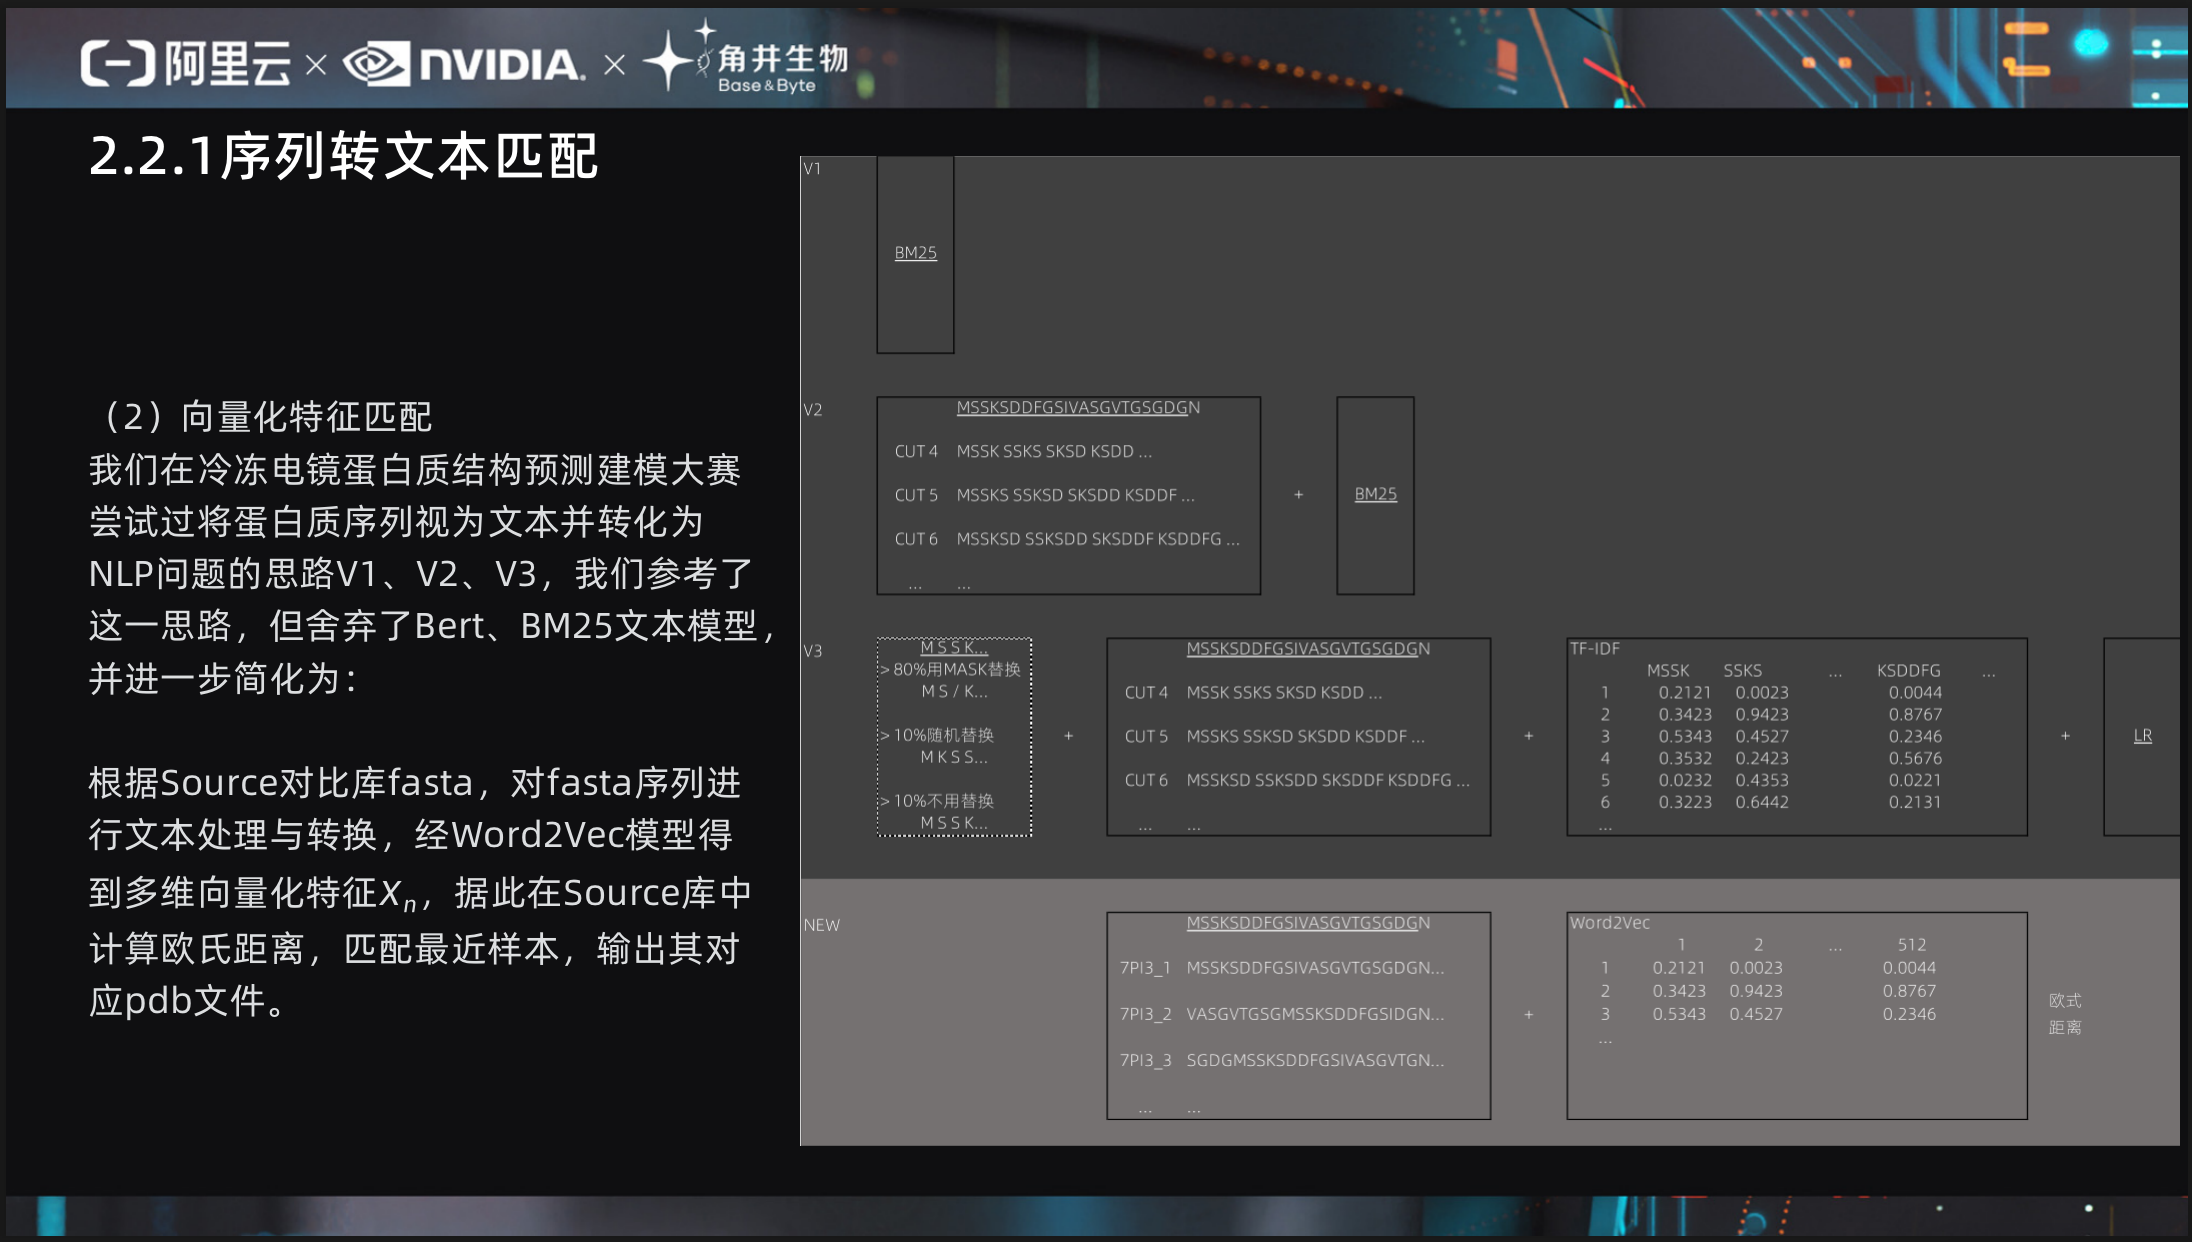 阿里云 × NVIDIA. × 角井生物
Base&Byte
2.2.1序列转文本匹配
（2）向量化特征匹配
我们在冷冻电镜蛋白质结构预测建模大赛
尝试过将蛋白质序列视为文本并转化为
NLP问题的思路V1、V2、V3，我们参考了
这一思路，但舍弃了Bert、BM25文本模型，
并进一步简化为：
根据Source对比库fasta，对fasta序列进
行文本处理与转换，经Word2Vec模型得
到多维向量化特征Xn，据此在Source库中
计算欧氏距离，匹配最近样本，输出其对
应pdb文件。
V1
BM25
V2
MSSKSDDFGSIVASGVTGSGDGN
CUT 4 MSSK SSKS SKSD KSDD ...
CUT 5 MSSKS SSKSD SKSDD KSDDF ...
CUT 6 MSSKSD SSKSDD SKSDDF KSDDFG ...
... ...
+
BM25
V3
M S S K...
> 80%用MASK替换
M S / K...
> 10%随机替换
M K S S...
> 10%不用替换
M S S K...
+
MSSKSDDFGSIVASGVTGSGDGN
CUT 4 MSSK SSKS SKSD KSDD ...
CUT 5 MSSKS SSKSD SKSDD KSDDF ...
CUT 6 MSSKSD SSKSDD SKSDDF KSDDFG ...
... ...
+
TF-IDF
MSSK SSKS ... KSDDFG ...
1 0.2121 0.0023 0.0044
2 0.3423 0.9423 0.8767
3 0.5343 0.4527 0.2346
4 0.3532 0.2423 0.5676
5 0.0232 0.4353 0.0221
6 0.3223 0.6442 0.2131
...
+
LR
NEW
MSSKSDDFGSIVASGVTGSGDGN
7PI3_1 MSSKSDDFGSIVASGVTGSGDGN...
7PI3_2 VASGVTGSGMSSKSDDFGSIDGN...
7PI3_3 SGDGMSSKSDDFGSIVASGVTGN...
... ...
+
Word2Vec
1 2 ... 512
1 0.2121 0.0023 0.0044
2 0.3423 0.9423 0.8767
3 0.5343 0.4527 0.2346
...
欧式
距离